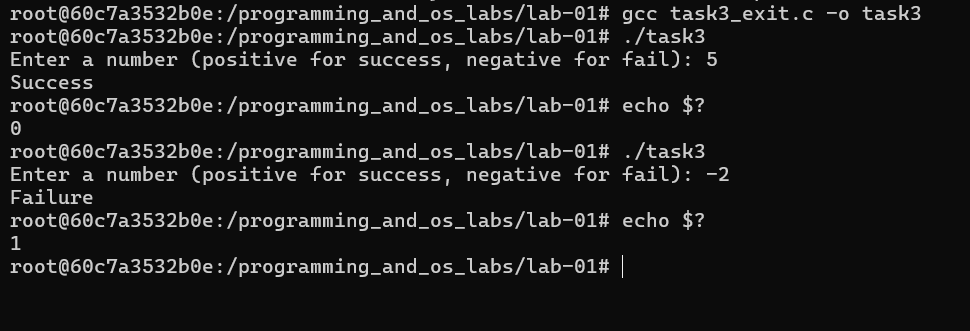 root@60c7a3532b0e:/programming_and_os_labs/lab-01# gcc task3_exit.c -o task3
root@60c7a3532b0e:/programming_and_os_labs/lab-01# ./task3
Enter a number (positive for success, negative for fail): 5
Success
root@60c7a3532b0e:/programming_and_os_labs/lab-01# echo $?
0
root@60c7a3532b0e:/programming_and_os_labs/lab-01# ./task3
Enter a number (positive for success, negative for fail): -2
Failure
root@60c7a3532b0e:/programming_and_os_labs/lab-01# echo $?
1
root@60c7a3532b0e:/programming_and_os_labs/lab-01#